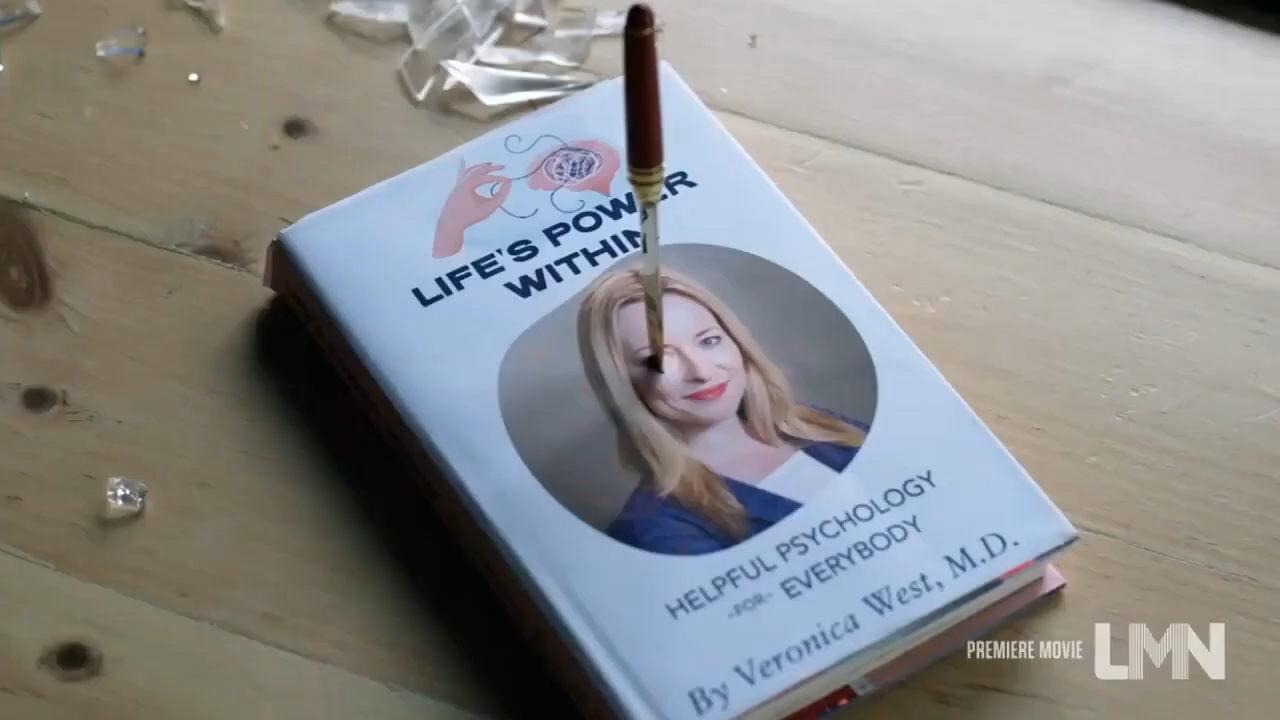 LIFE'S POWER
WITHIN
HELPFUL PSYCHOLOGY
-FOR- EVERYBODY
By Veronica West, M.D.
PREMIERE MOVIE LMN